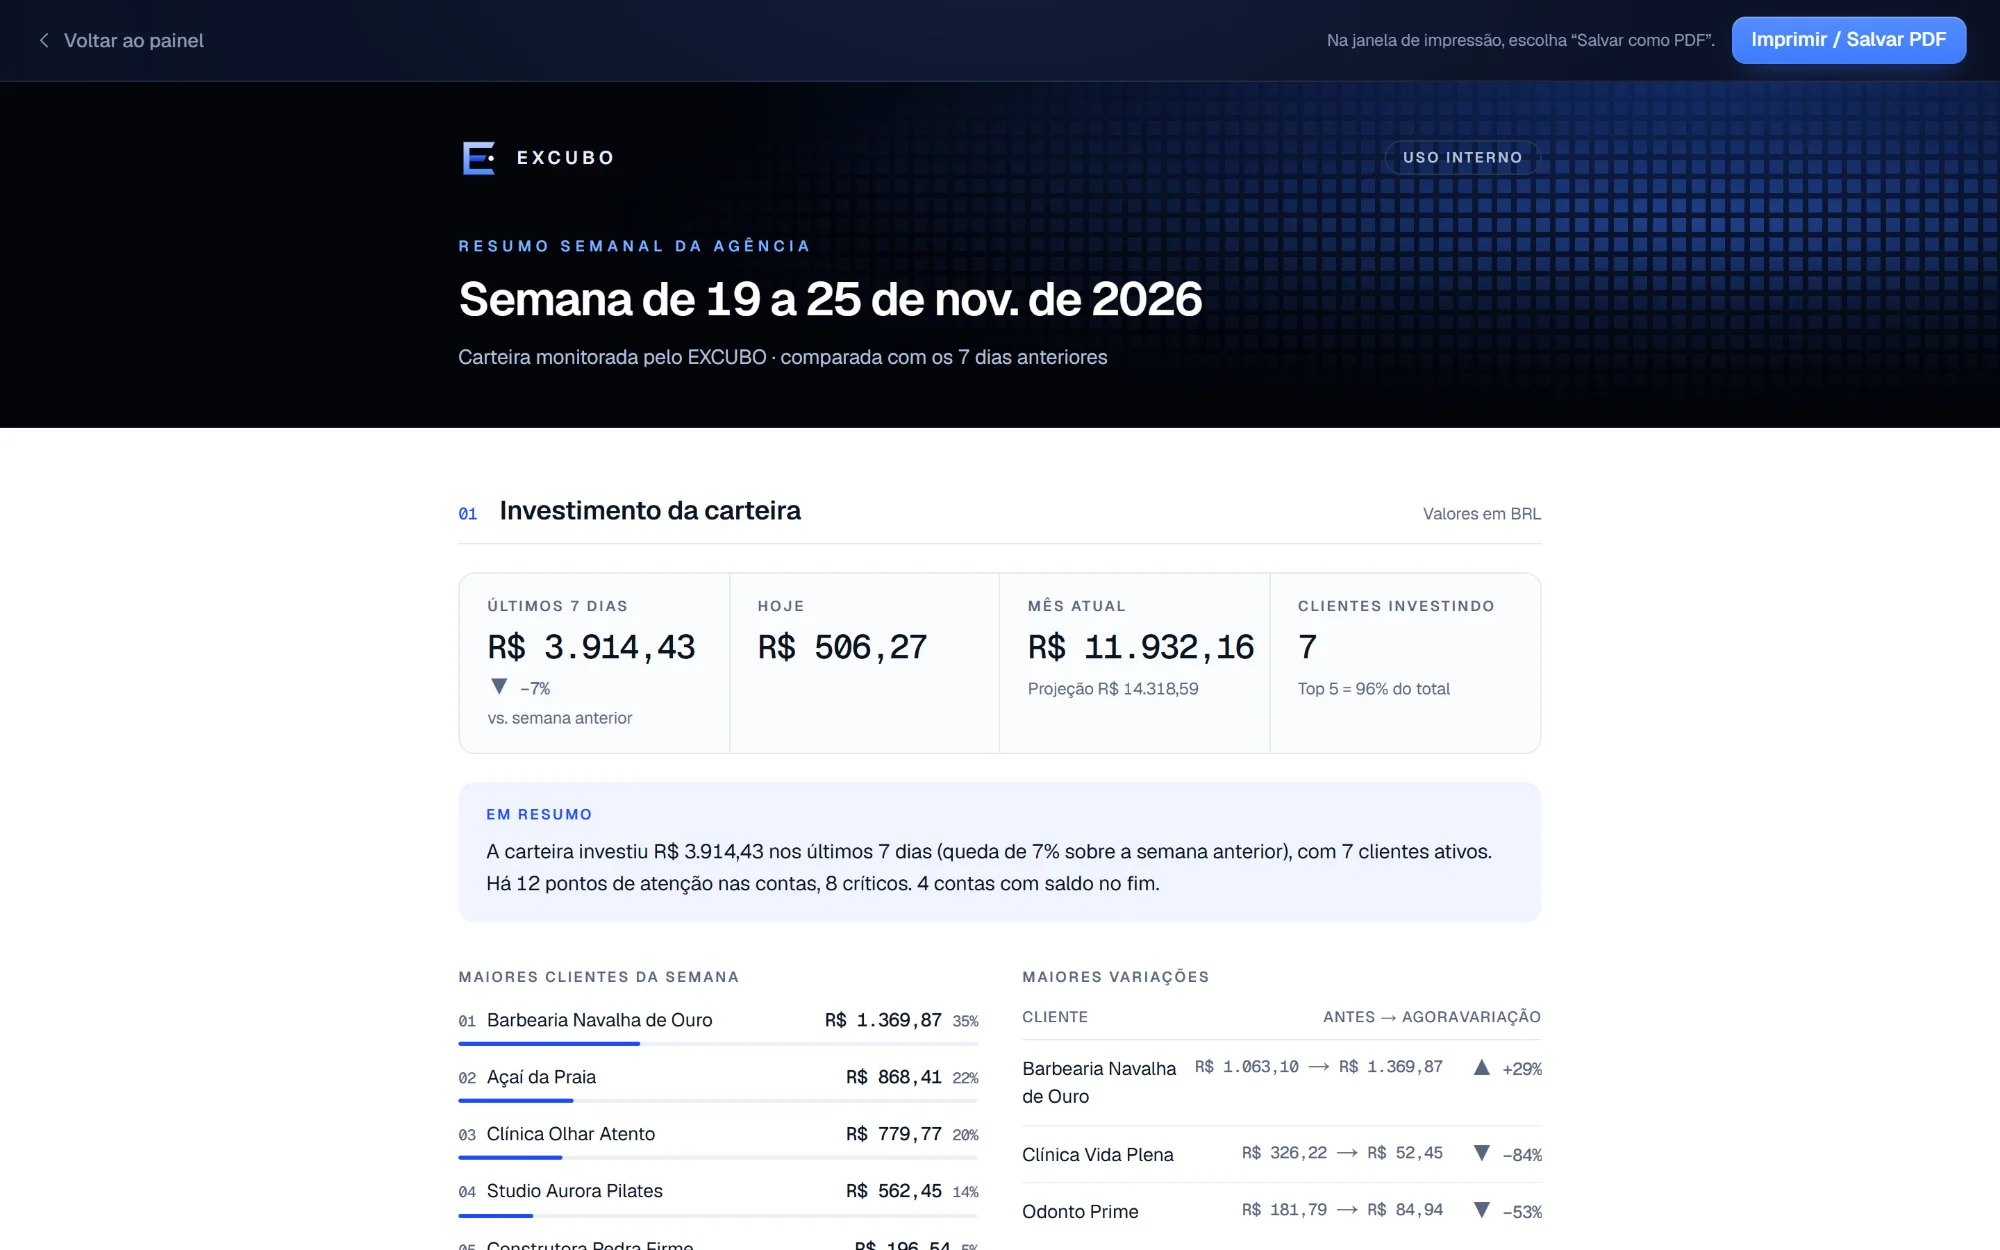 Voltar ao painel
Na janela de impressão, escolha “Salvar como PDF”.
Imprimir / Salvar PDF
EXCUBO
USO INTERNO
RESUMO SEMANAL DA AGÊNCIA
Semana de 19 a 25 de nov. de 2026
Carteira monitorada pelo EXCUBO · comparada com os 7 dias anteriores
01 Investimento da carteira
Valores em BRL
ÚLTIMOS 7 DIAS
R$ 3.914,43
▼ −7%
vs. semana anterior
HOJE
R$ 506,27
MÊS ATUAL
R$ 11.932,16
Projeção R$ 14.318,59
CLIENTES INVESTINDO
7
Top 5 = 96% do total
EM RESUMO
A carteira investiu R$ 3.914,43 nos últimos 7 dias (queda de 7% sobre a semana anterior), com 7 clientes ativos.
Há 12 pontos de atenção nas contas, 8 críticos. 4 contas com saldo no fim.
MAIORES CLIENTES DA SEMANA
01 Barbearia Navalha de Ouro R$ 1.369,87 35%
02 Açaí da Praia R$ 868,41 22%
03 Clínica Olhar Atento R$ 779,77 20%
04 Studio Aurora Pilates R$ 562,45 14%
05 Construtora Pedra Firme R$ 196,54 5%
MAIORES VARIAÇÕES
CLIENTE ANTES → AGORA VARIAÇÃO
Barbearia Navalha de Ouro R$ 1.063,10 → R$ 1.369,87 ▲ +29%
Clínica Vida Plena R$ 326,22 → R$ 52,45 ▼ −84%
Odonto Prime R$ 181,79 → R$ 84,94 ▼ −53%